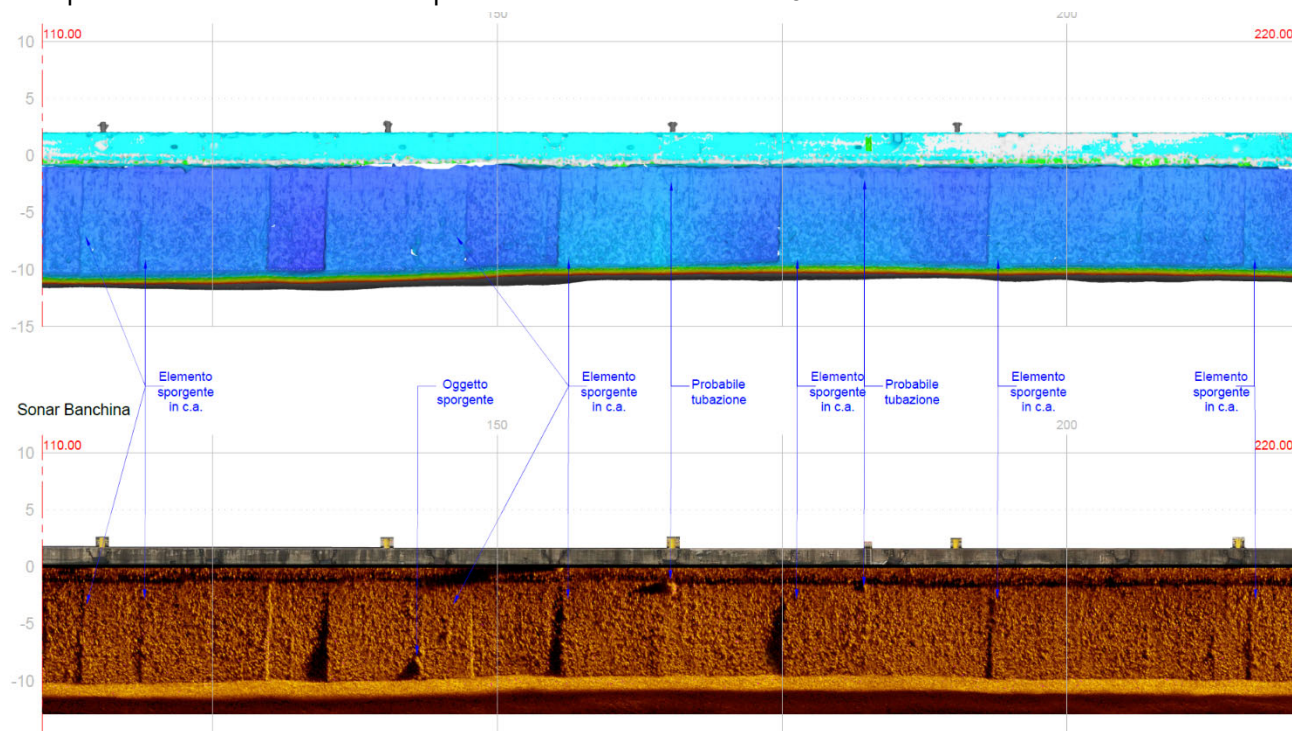 150
200
10
110.00
220.00
5
0
-5
-10
-15
Elemento
sporgente
in c.a.
Oggetto
sporgente
Elemento
sporgente
in c.a.
Probabile
tubazione
Elemento
sporgente
in c.a.
Probabile
tubazione
Elemento
sporgente
in c.a.
Elemento
sporgente
in c.a.
Sonar Banchina
150
200
10
110.00
220.00
5
0
-5
-10